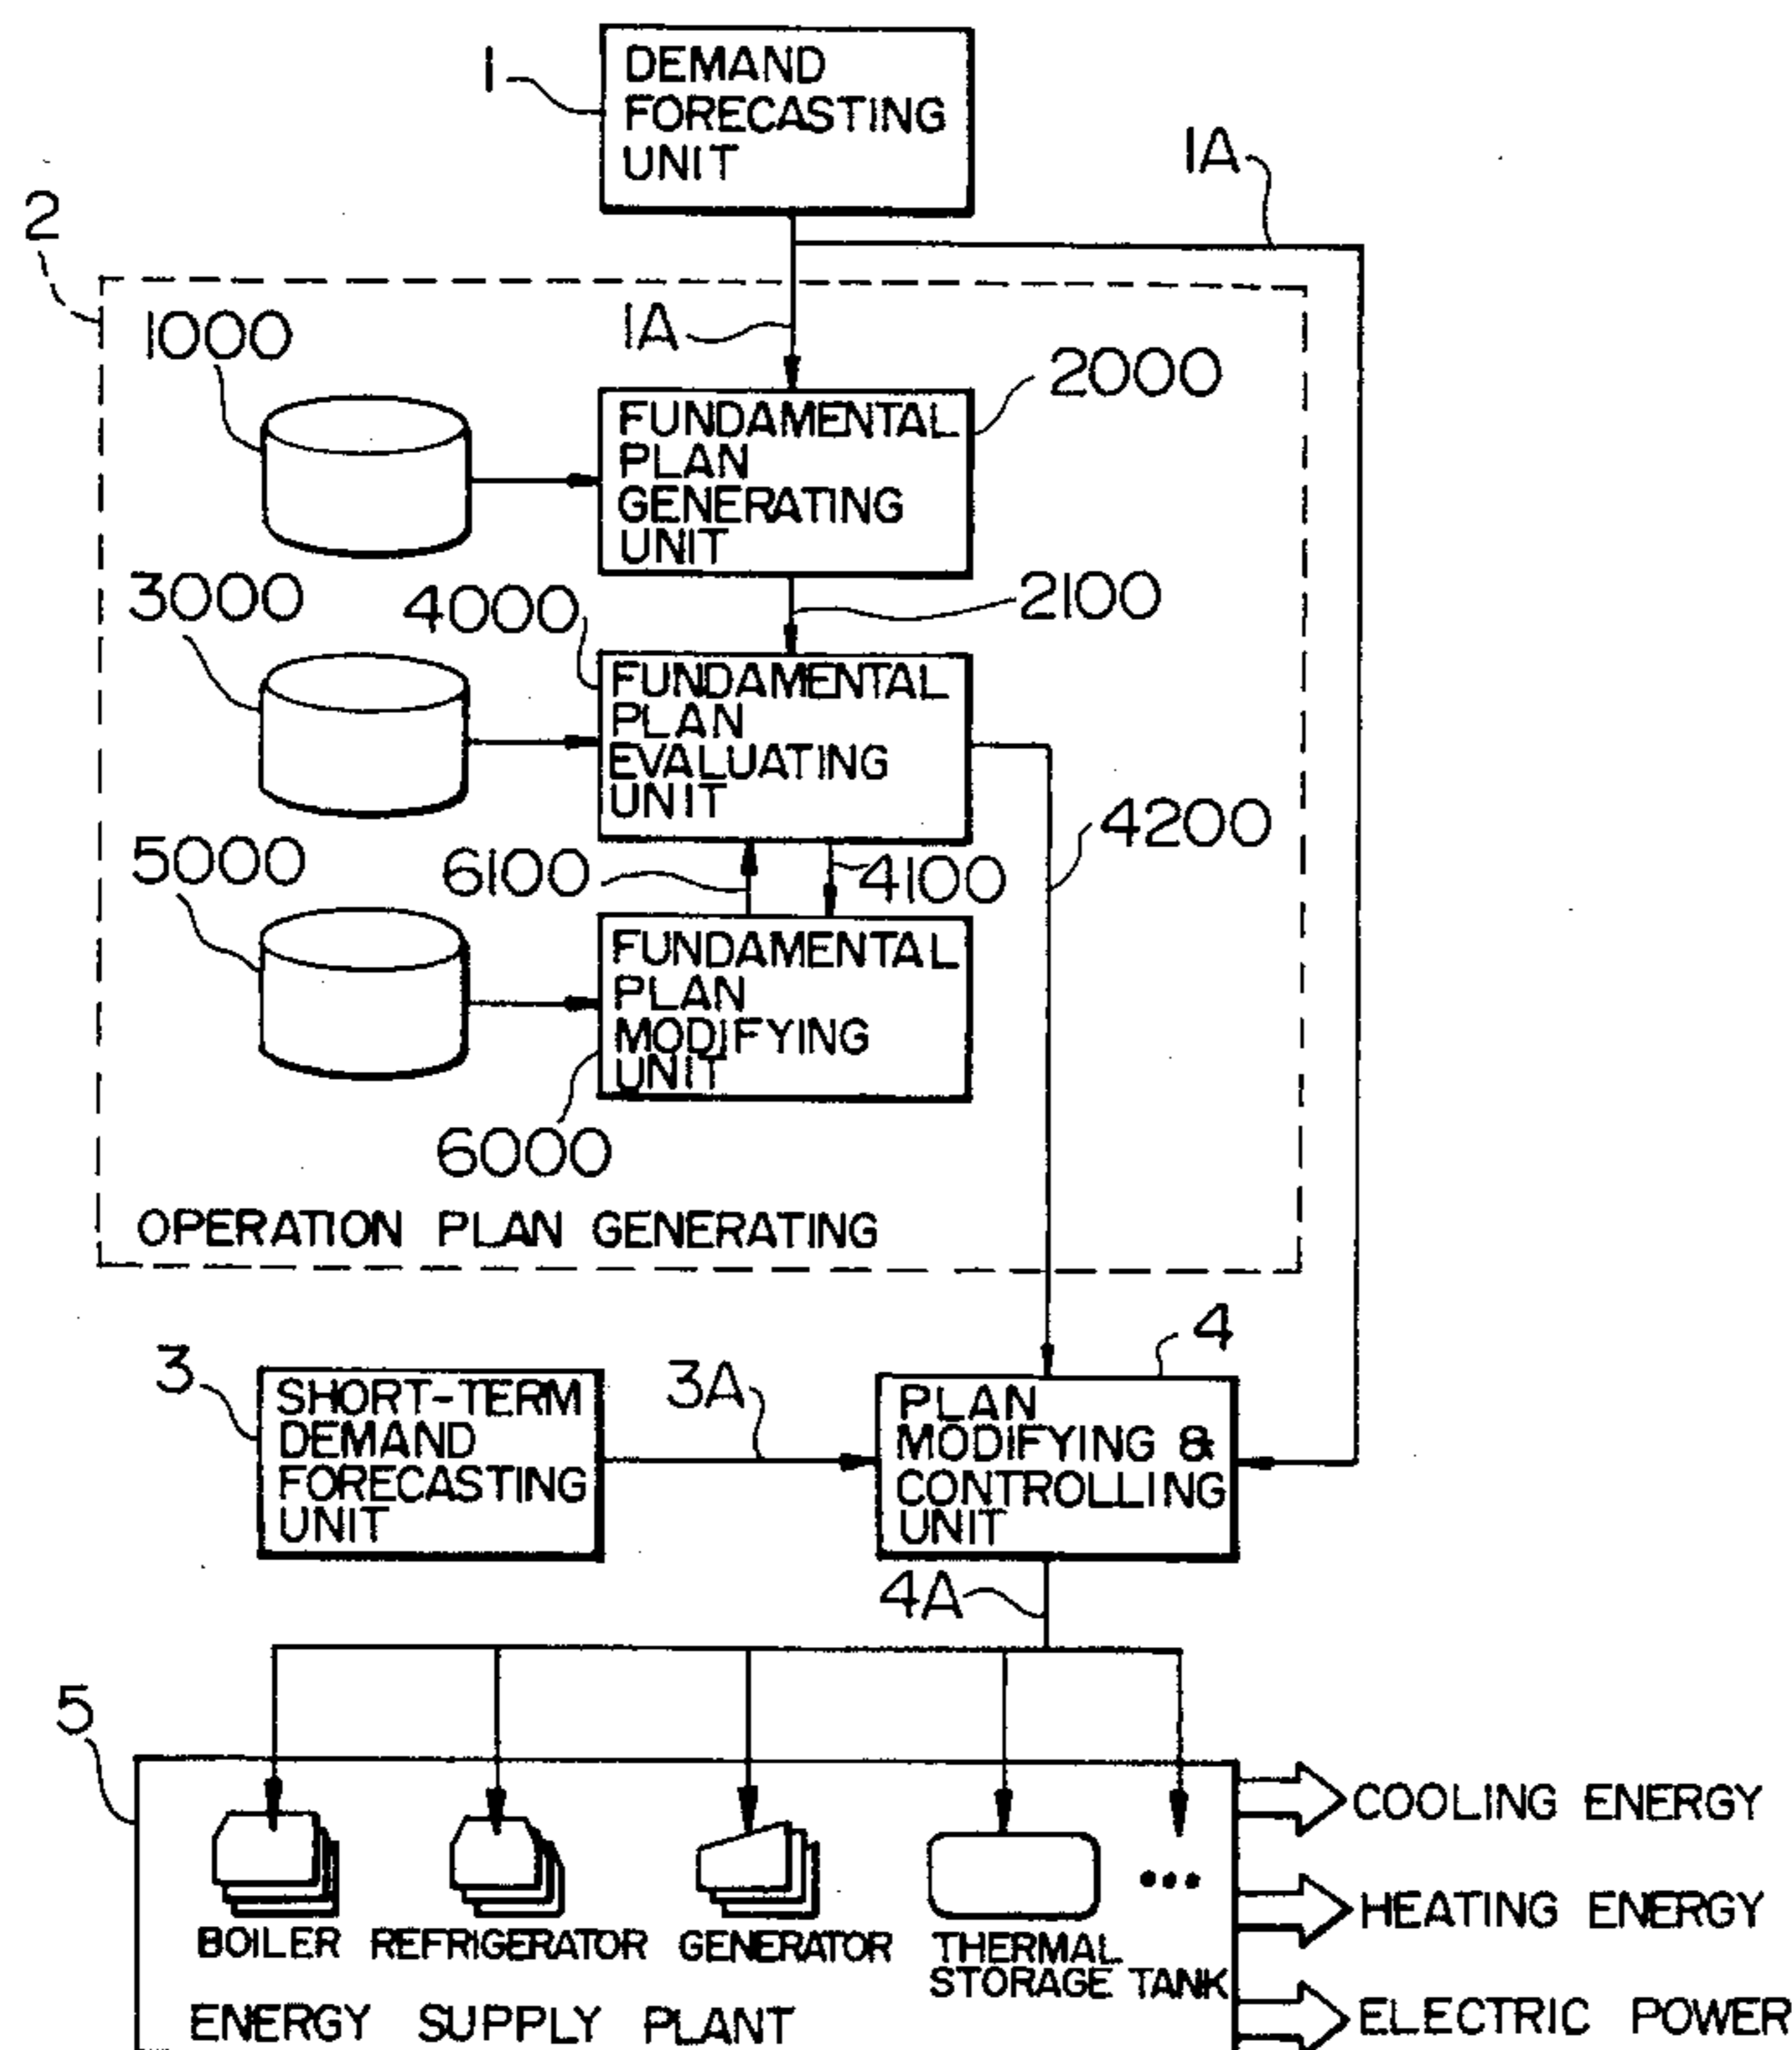 1
DEMAND
FORECASTING
UNIT
1A
2
1A
1000
2000
FUNDAMENTAL
PLAN
GENERATING
UNIT
2100
3000
4000
FUNDAMENTAL
PLAN
EVALUATING
UNIT
4200
5000
6100
4100
FUNDAMENTAL
PLAN
MODIFYING
UNIT
6000
OPERATION PLAN GENERATING
3
SHORT-TERM
DEMAND
FORECASTING
UNIT
3A
4
PLAN
MODIFYING &
CONTROLLING
UNIT
4A
5
BOILER
REFRIGERATOR
GENERATOR
THERMAL
STORAGE TANK
...
ENERGY SUPPLY PLANT
COOLING ENERGY
HEATING ENERGY
ELECTRIC POWER